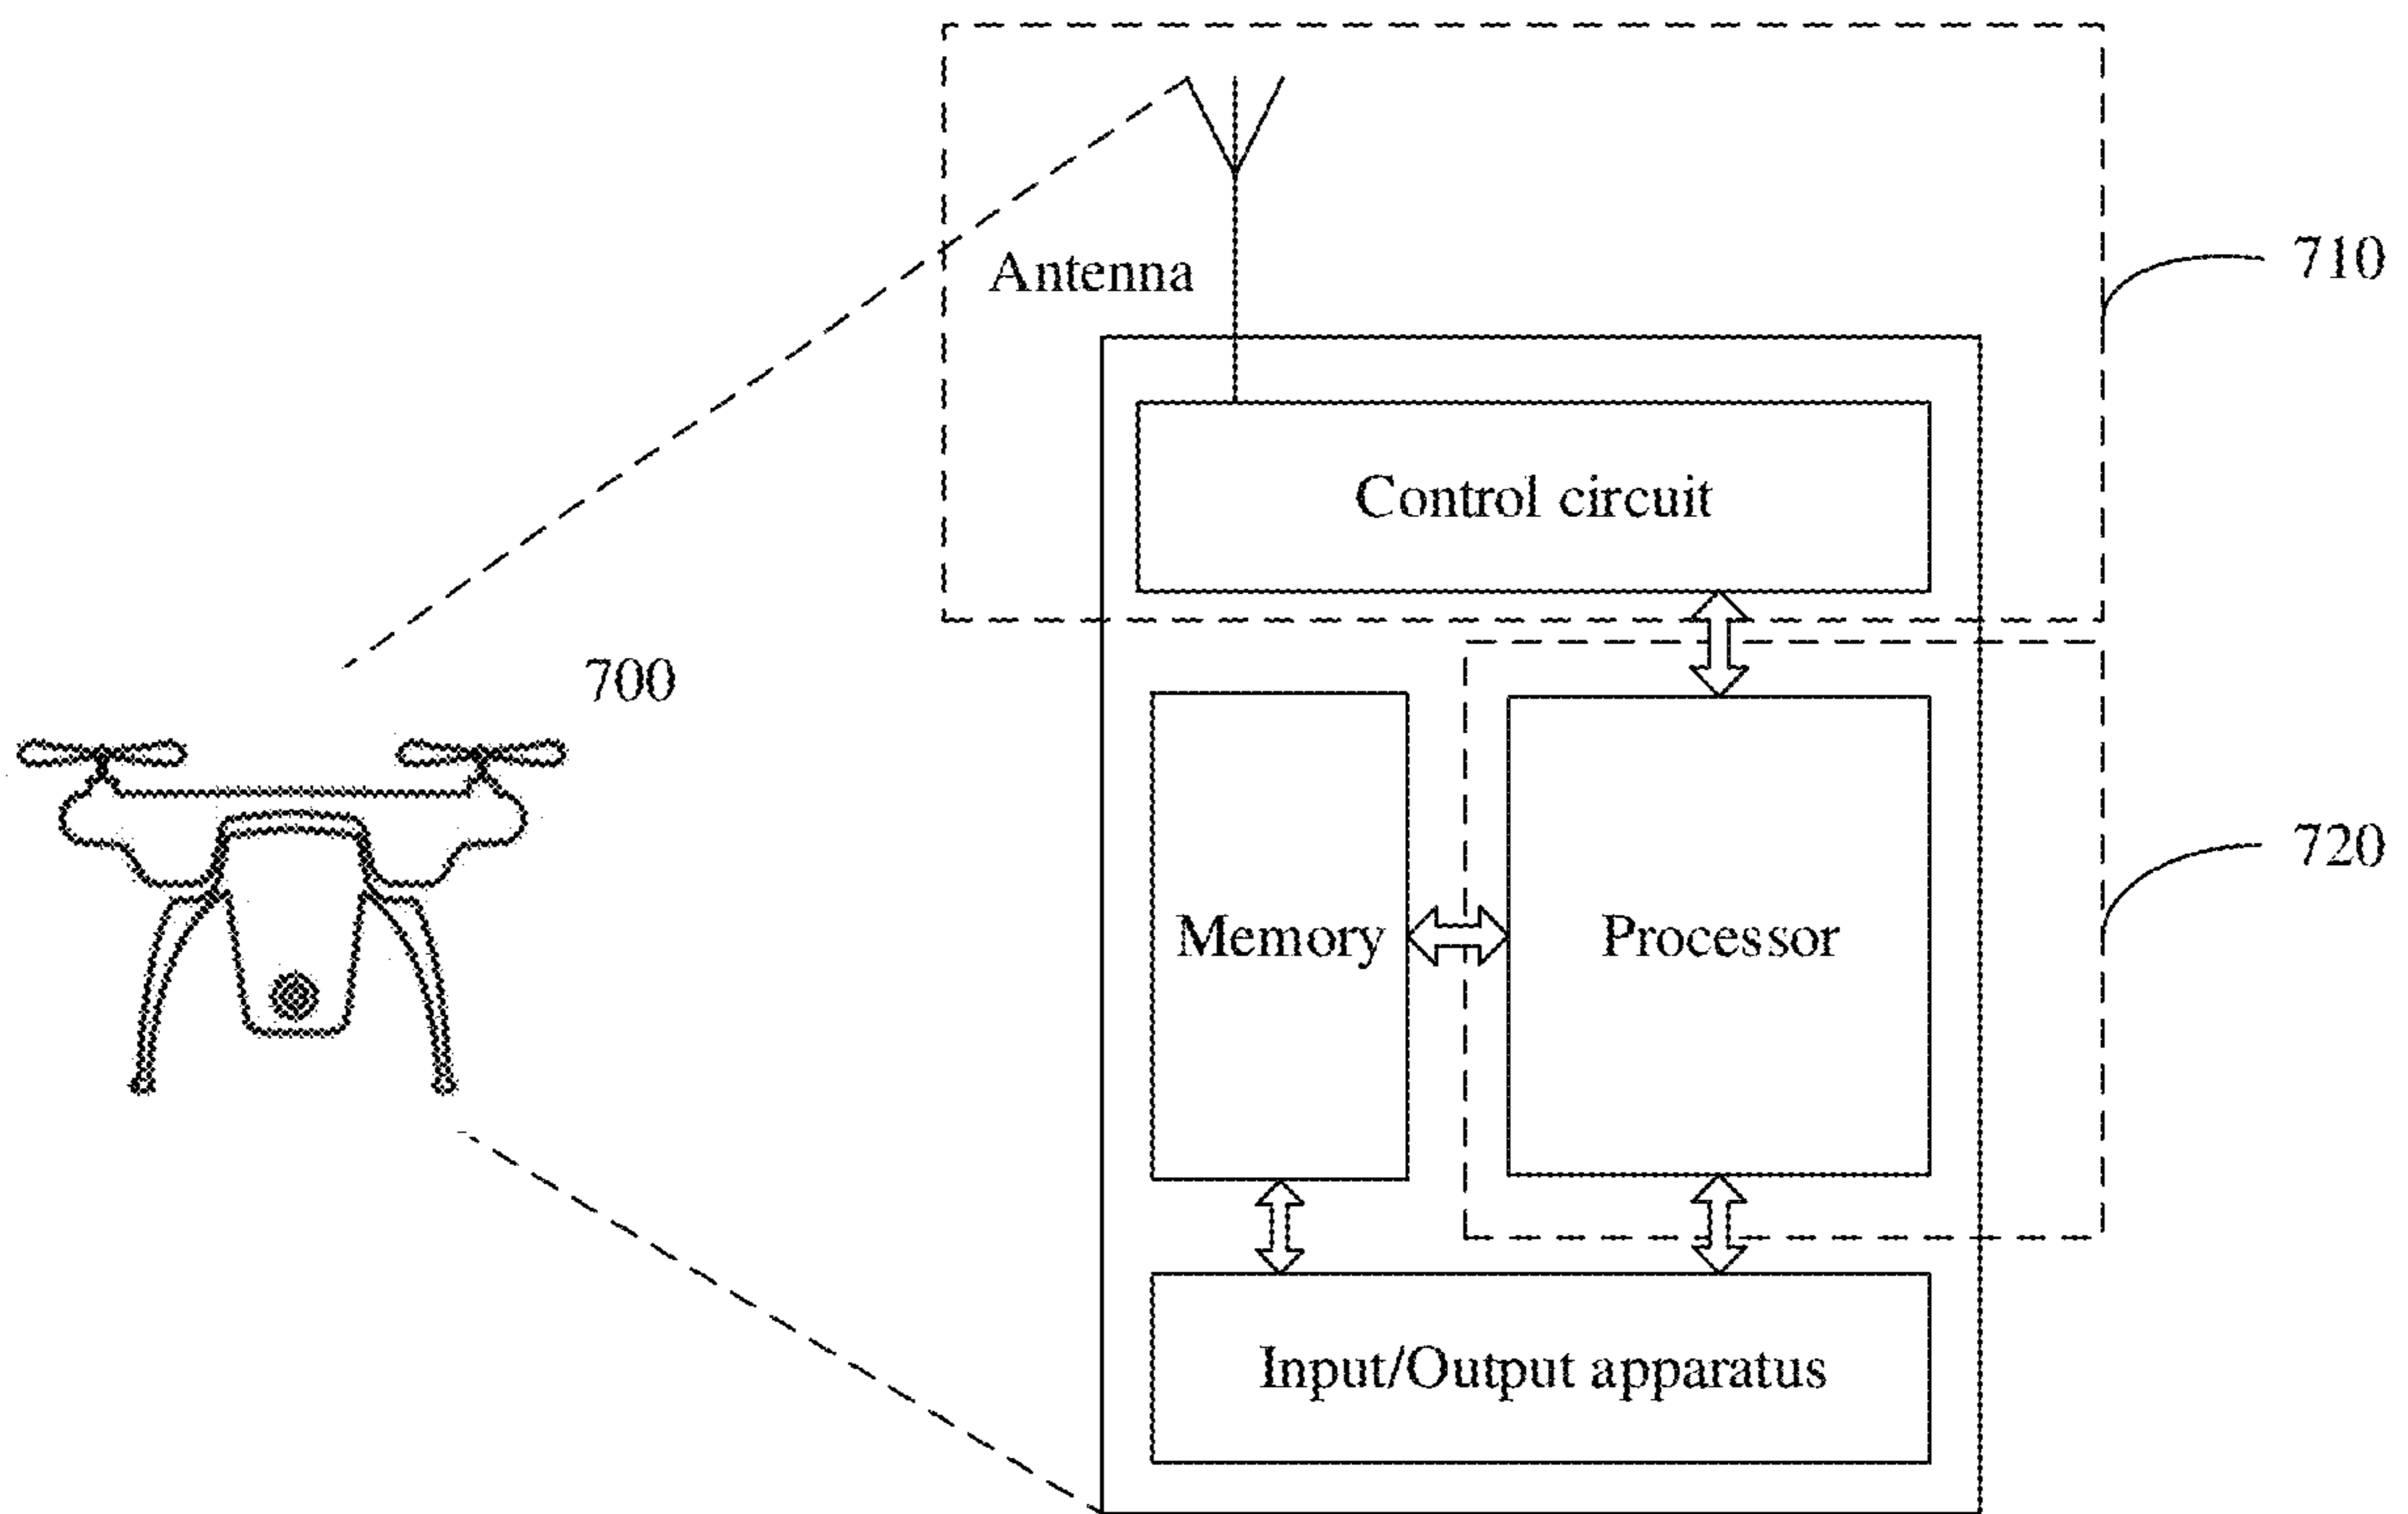 710
Antenna
Control circuit
700
720
Memory
Processor
Input/Output apparatus